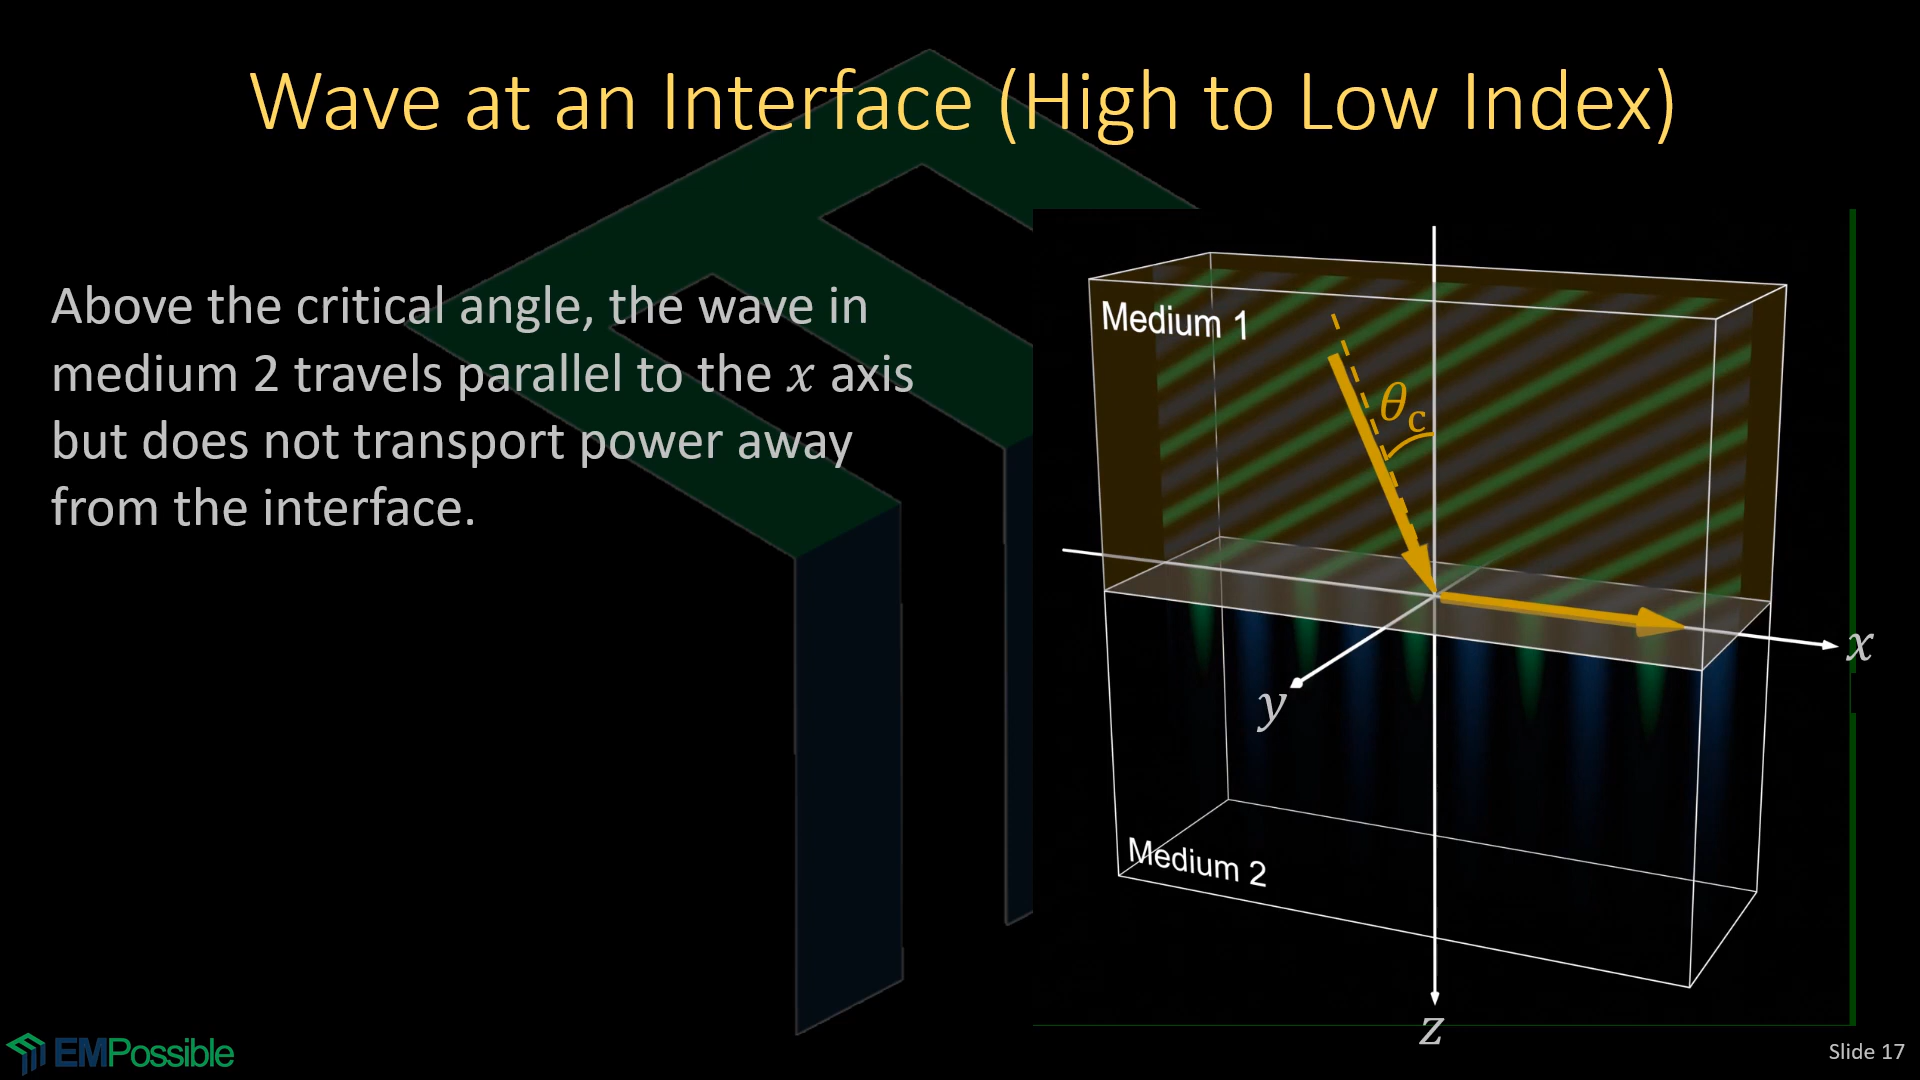 Wave at an Interface (High to Low Index)
Above the critical angle, the wave in
medium 2 travels parallel to the x axis
but does not transport power away
from the interface.
Medium 1
θc
x
y
Medium 2
z
EMPossible
Slide 17